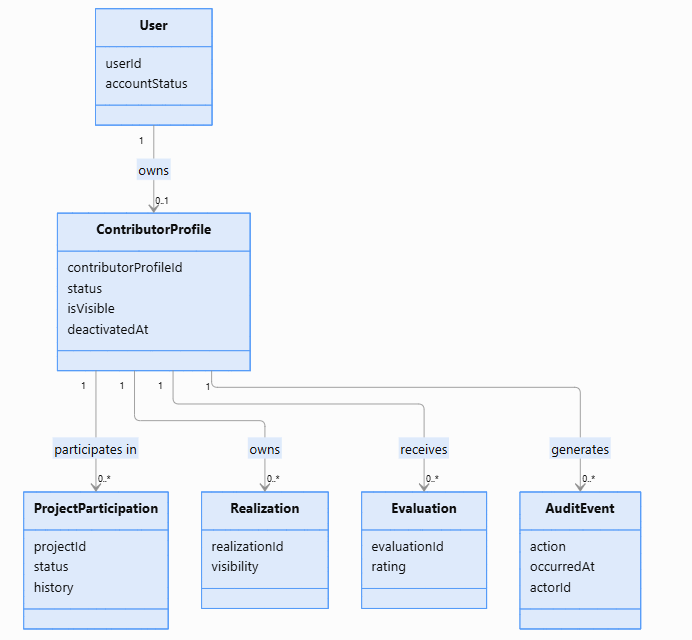 User
userId
accountStatus
1
owns
0..1
ContributorProfile
contributorProfileId
status
isVisible
deactivatedAt
1
1
1
1
participates in
owns
receives
generates
0..*
0..*
0..*
0..*
ProjectParticipation
projectId
status
history
Realization
realizationId
visibility
Evaluation
evaluationId
rating
AuditEvent
action
occurredAt
actorId